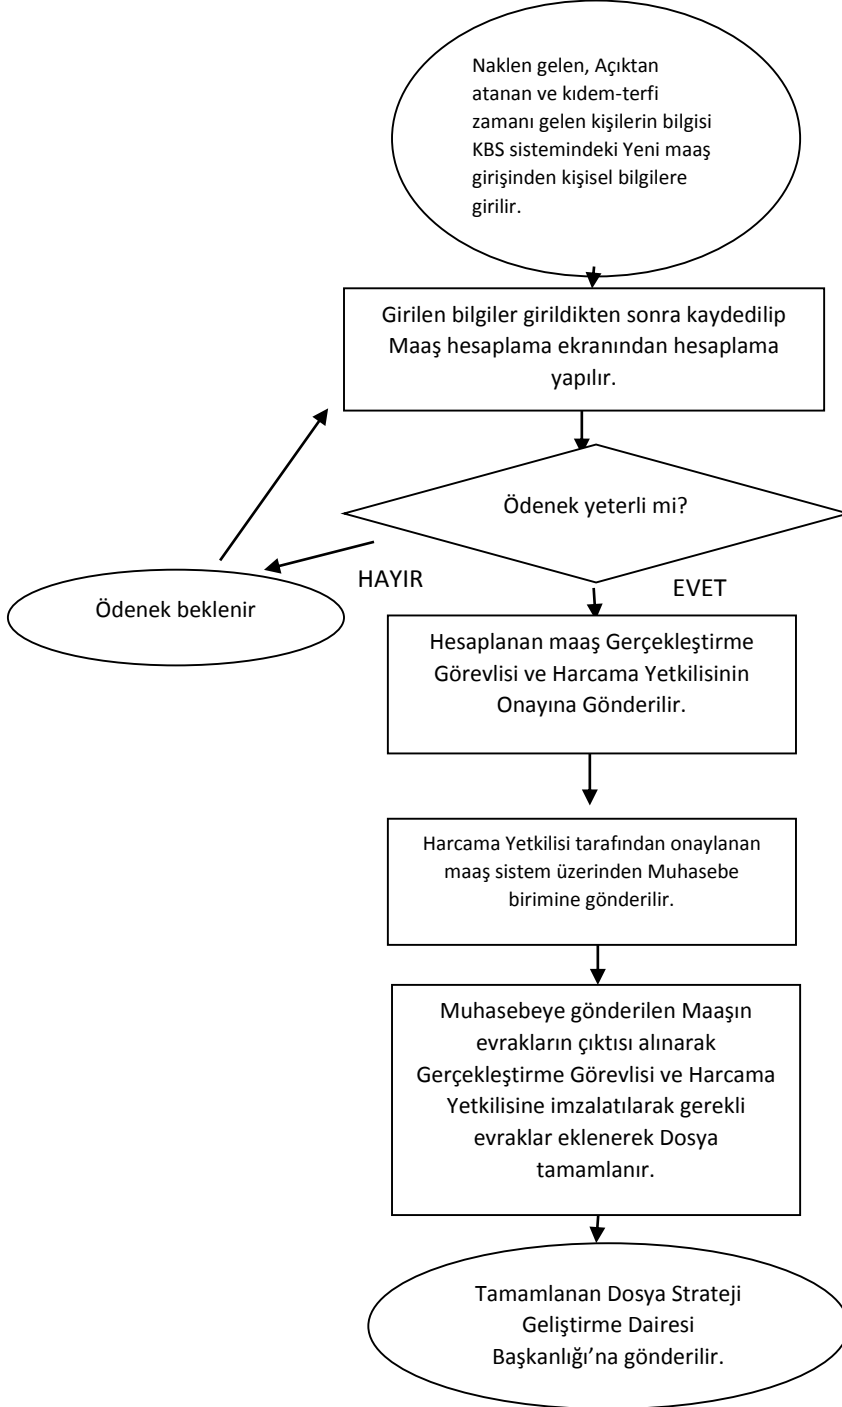 Naklen gelen, Açıktan
atanan ve kıdem-terfi
zamanı gelen kişilerin bilgisi
KBS sistemindeki Yeni maaş
girişinden kişisel bilgilere
girilir.
Girilen bilgiler girildikten sonra kaydedilip
Maaş hesaplama ekranından hesaplama
yapılır.
Ödenek yeterli mi?
HAYIR
EVET
Ödenek beklenir
Hesaplanan maaş Gerçekleştirme
Görevlisi ve Harcama Yetkilisinin
Onayına Gönderilir.
Harcama Yetkilisi tarafından onaylanan
maaş sistem üzerinden Muhasebe
birimine gönderilir.
Muhasebeye gönderilen Maaşın
evrakların çıktısı alınarak
Gerçekleştirme Görevlisi ve Harcama
Yetkilisine imzalatılarak gerekli
evraklar eklenerek Dosya
tamamlanır.
Tamamlanan Dosya Strateji
Geliştirme Dairesi
Başkanlığı’na gönderilir.